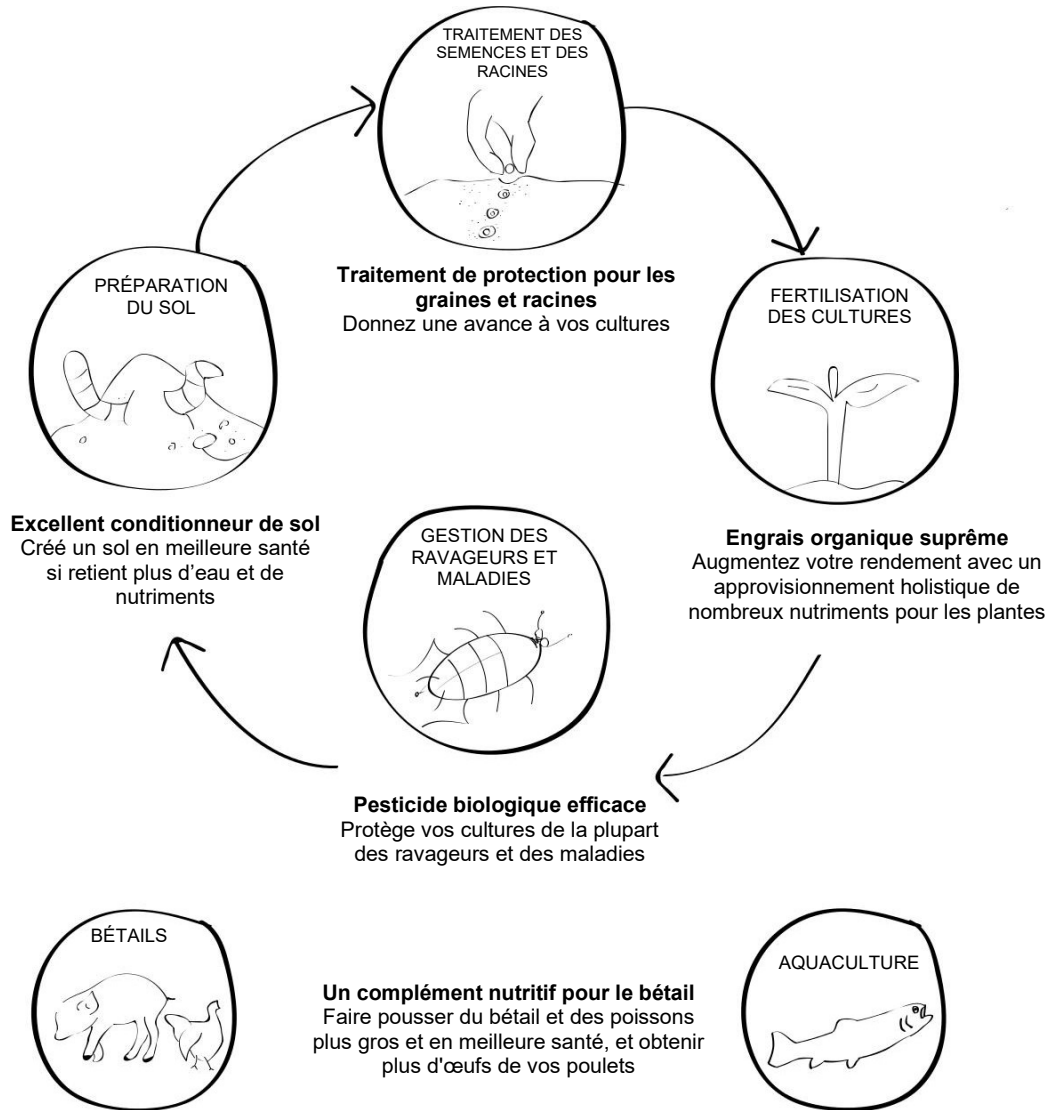 TRAITEMENT DES
SEMENCES ET DES
RACINES
Traitement de protection pour les
graines et racines
Donnez une avance à vos cultures
PRÉPARATION
DU SOL
Excellent conditionneur de sol
Créé un sol en meilleure santé
si retient plus d’eau et de
nutriments
FERTILISATION
DES CULTURES
Engrais organique suprême
Augmentez votre rendement avec un
approvisionnement holistique de
nombreux nutriments pour les plantes
GESTION DES
RAVAGEURS ET
MALADIES
Pesticide biologique efficace
Protège vos cultures de la plupart
des ravageurs et des maladies
BÉTAILS
Un complément nutritif pour le bétail
Faire pousser du bétail et des poissons
plus gros et en meilleure santé, et obtenir
plus d'œufs de vos poulets
AQUACULTURE